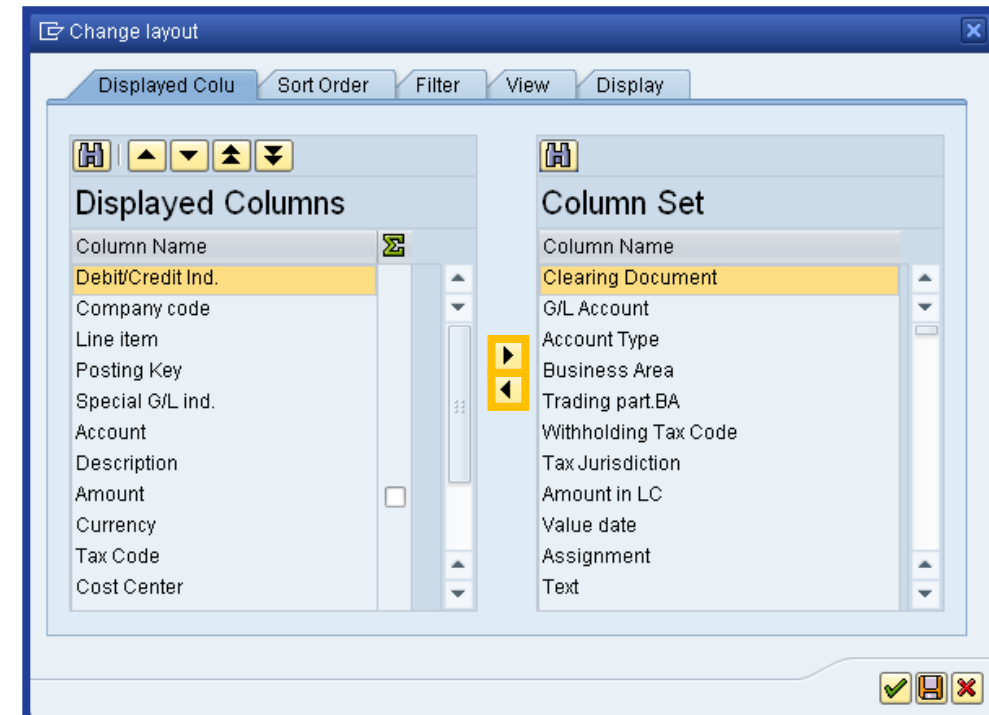 Change layout
Displayed Colu Sort Order Filter View Display
Displayed Columns
Column Name
Debit/Credit Ind.
Company code
Line item
Posting Key
Special G/L ind.
Account
Description
Amount
Currency
Tax Code
Cost Center
Column Set
Column Name
Clearing Document
G/L Account
Account Type
Business Area
Trading part.BA
Withholding Tax Code
Tax Jurisdiction
Amount in LC
Value date
Assignment
Text